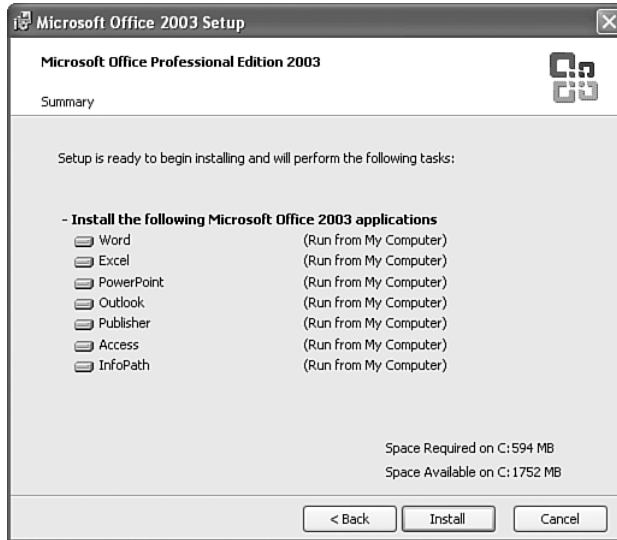 Microsoft Office 2003 Setup
Microsoft Office Professional Edition 2003
Summary
Setup is ready to begin installing and will perform the following tasks:
- Install the following Microsoft Office 2003 applications
Word (Run from My Computer)
Excel (Run from My Computer)
PowerPoint (Run from My Computer)
Outlook (Run from My Computer)
Publisher (Run from My Computer)
Access (Run from My Computer)
InfoPath (Run from My Computer)
Space Required on C: 594 MB
Space Available on C: 1752 MB
< Back Install Cancel